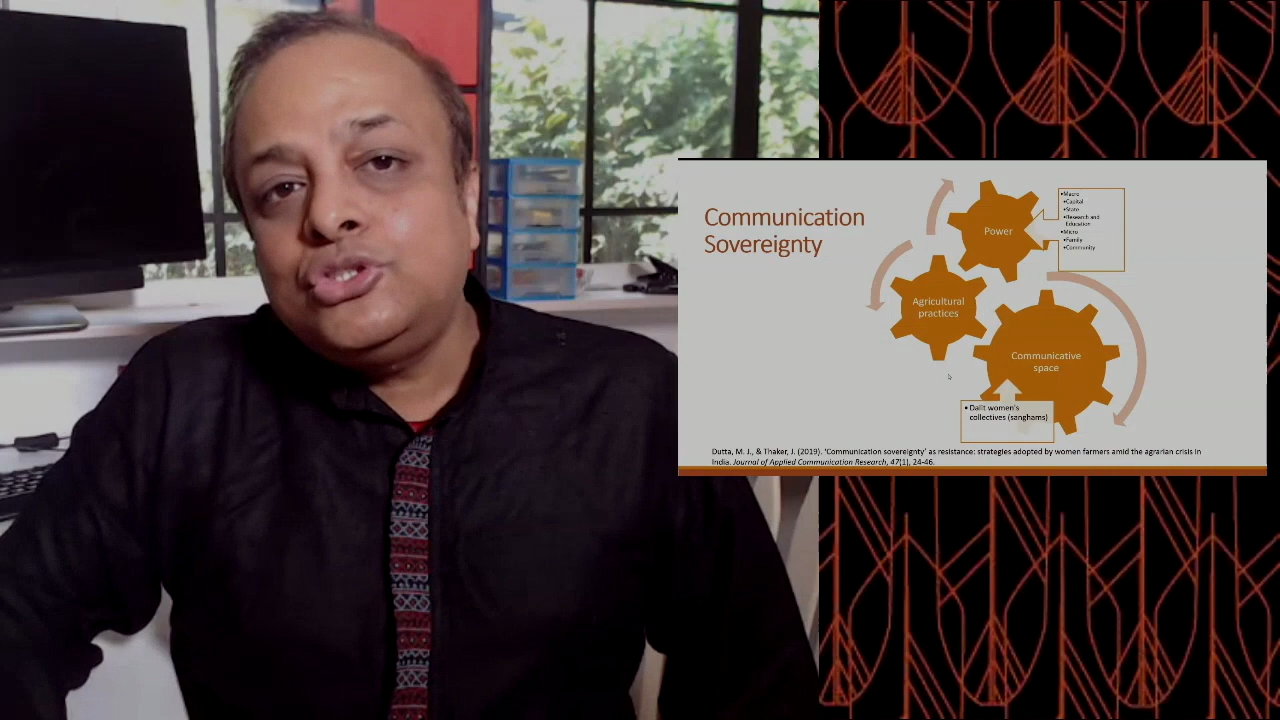 Communication
Sovereignty
Power
•Macro
•Capital
•State
•Research and
Education
•Micro
•Family
•Community
Agricultural
practices
Communicative
space
• Dalit women's
collectives (sanghams)
Dutta, M. J., & Thaker, J. (2019). 'Communication sovereignty' as resistance: strategies adopted by women farmers amid the agrarian crisis in
India. Journal of Applied Communication Research, 47(1), 24-46.